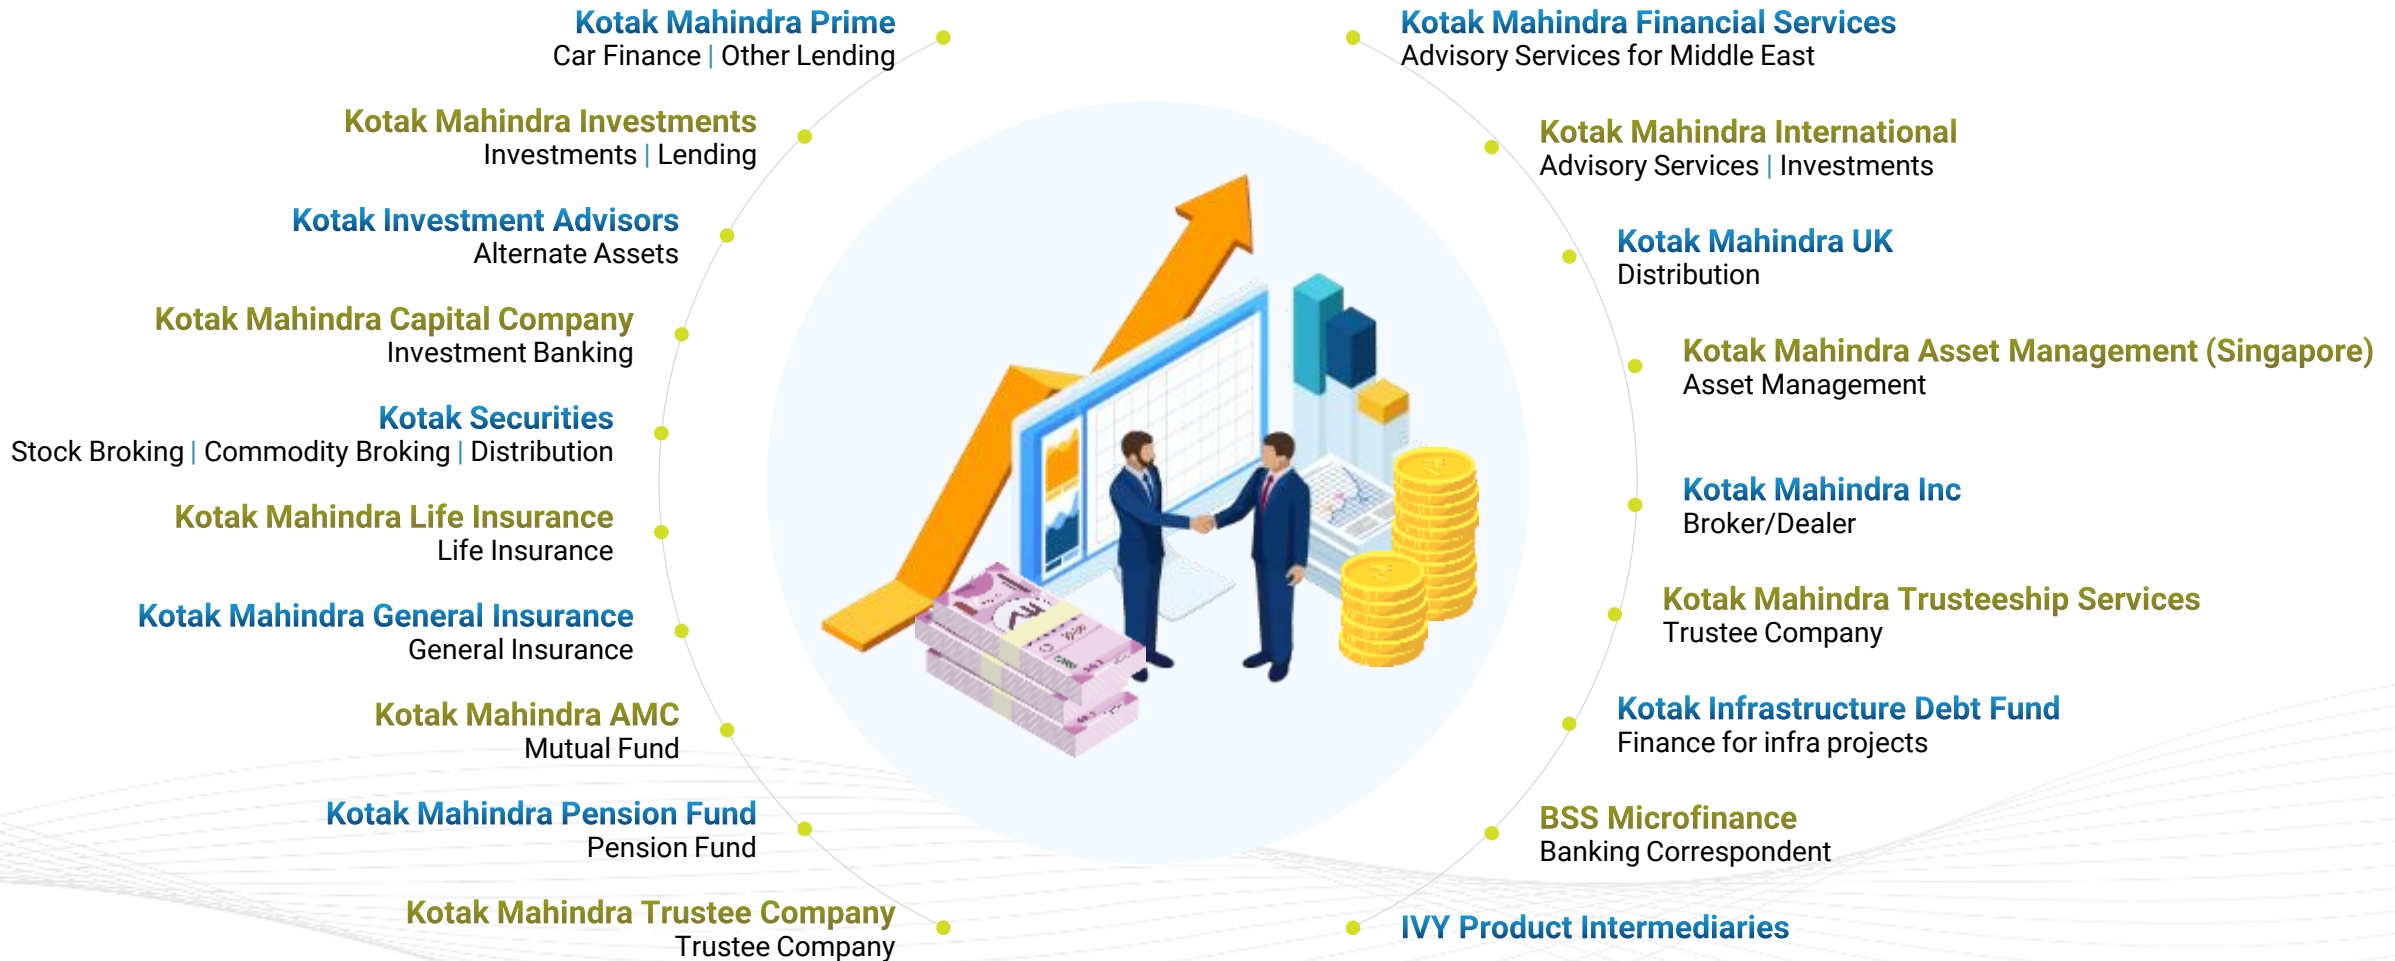 Kotak Mahindra Prime
Car Finance | Other Lending
Kotak Mahindra Investments
Investments | Lending
Kotak Investment Advisors
Alternate Assets
Kotak Mahindra Capital Company
Investment Banking
Kotak Securities
Stock Broking | Commodity Broking | Distribution
Kotak Mahindra Life Insurance
Life Insurance
Kotak Mahindra General Insurance
General Insurance
Kotak Mahindra AMC
Mutual Fund
Kotak Mahindra Pension Fund
Pension Fund
Kotak Mahindra Trustee Company
Trustee Company
Kotak Mahindra Financial Services
Advisory Services for Middle East
Kotak Mahindra International
Advisory Services | Investments
Kotak Mahindra UK
Distribution
Kotak Mahindra Asset Management (Singapore)
Asset Management
Kotak Mahindra Inc
Broker/Dealer
Kotak Mahindra Trusteeship Services
Trustee Company
Kotak Infrastructure Debt Fund
Finance for infra projects
BSS Microfinance
Banking Correspondent
IVY Product Intermediaries